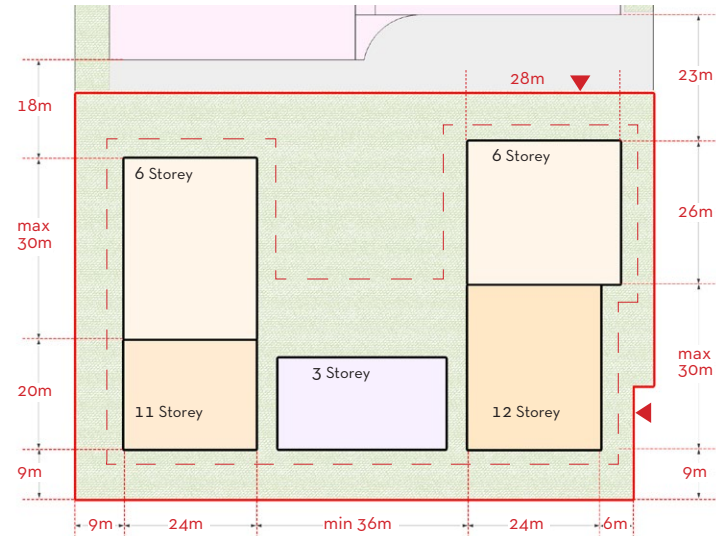 28m
23m
18m
6 Storey
6 Storey
max
30m
26m
3 Storey
max
30m
20m
11 Storey
12 Storey
9m
9m
9m
24m
min 36m
24m
6m